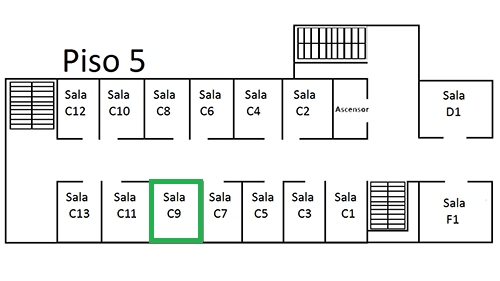 Piso 5
Sala
C12
Sala
C10
Sala
C8
Sala
C6
Sala
C4
Sala
C2
Ascensor
Sala
D1
Sala
C13
Sala
C11
Sala
C9
Sala
C7
Sala
C5
Sala
C3
Sala
C1
Sala
F1